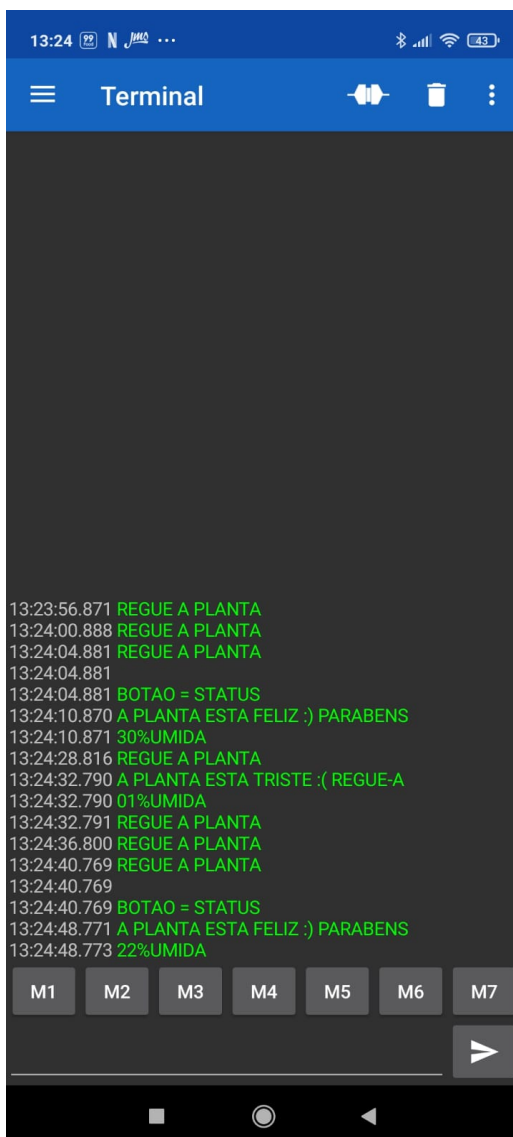 13:24 99 N JMO ...
43
Terminal
13:23:56.871 REGUE A PLANTA
13:24:00.888 REGUE A PLANTA
13:24:04.881 REGUE A PLANTA
13:24:04.881
13:24:04.881 BOTAO = STATUS
13:24:10.870 A PLANTA ESTA FELIZ :) PARABENS
13:24:10.871 30%UMIDA
13:24:28.816 REGUE A PLANTA
13:24:32.790 A PLANTA ESTA TRISTE :( REGUE-A
13:24:32.790 01%UMIDA
13:24:32.791 REGUE A PLANTA
13:24:36.800 REGUE A PLANTA
13:24:40.769 REGUE A PLANTA
13:24:40.769
13:24:40.769 BOTAO = STATUS
13:24:48.771 A PLANTA ESTA FELIZ :) PARABENS
13:24:48.773 22%UMIDA
M1 M2 M3 M4 M5 M6 M7